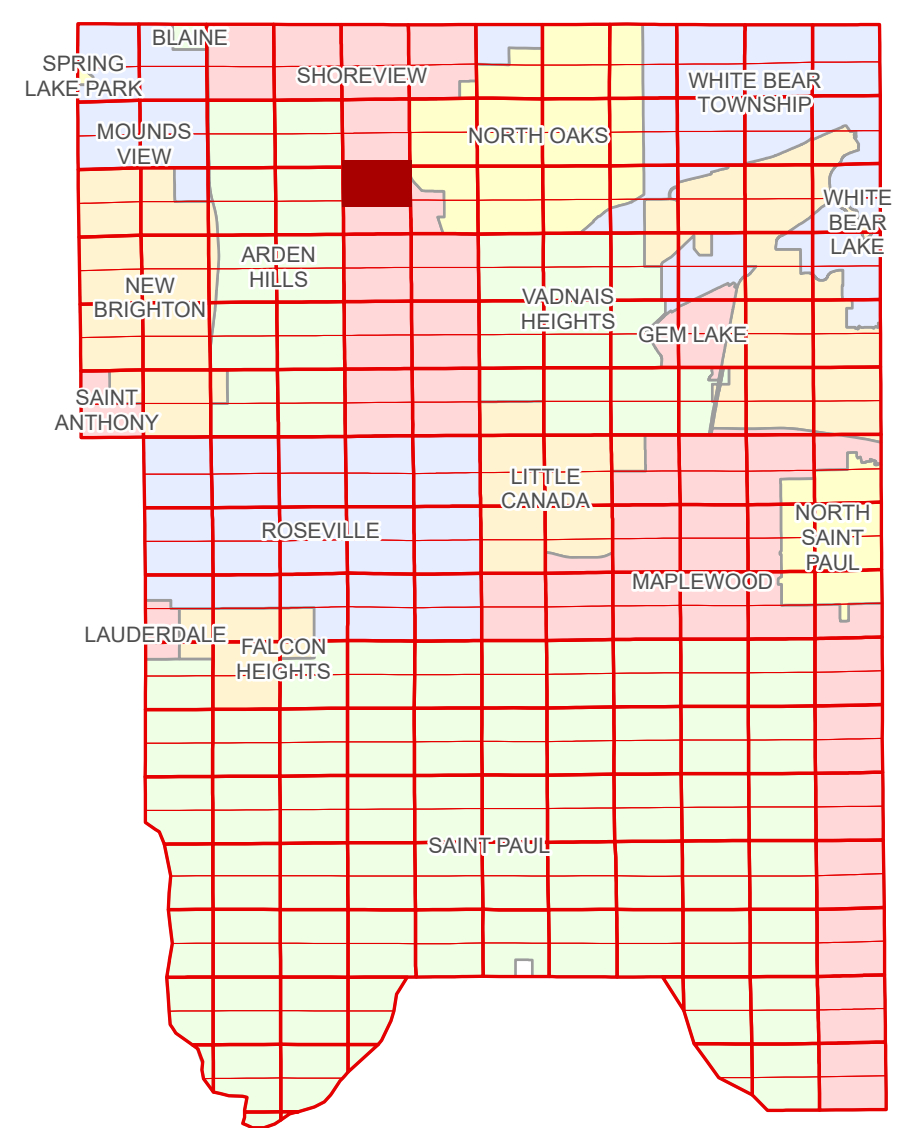 BLAINE
SPRING
LAKE PARK
SHOREVIEW
WHITE BEAR
TOWNSHIP
MOUNDS
VIEW
NORTH OAKS
WHITE
BEAR
LAKE
ARDEN
HILLS
NEW
BRIGHTON
VADNAIS
HEIGHTS
GEM LAKE
SAINT
ANTHONY
LITTLE
CANADA
NORTH
SAINT
PAUL
ROSEVILLE
MAPLEWOOD
LAUDERDALE
FALCON
HEIGHTS
SAINT PAUL